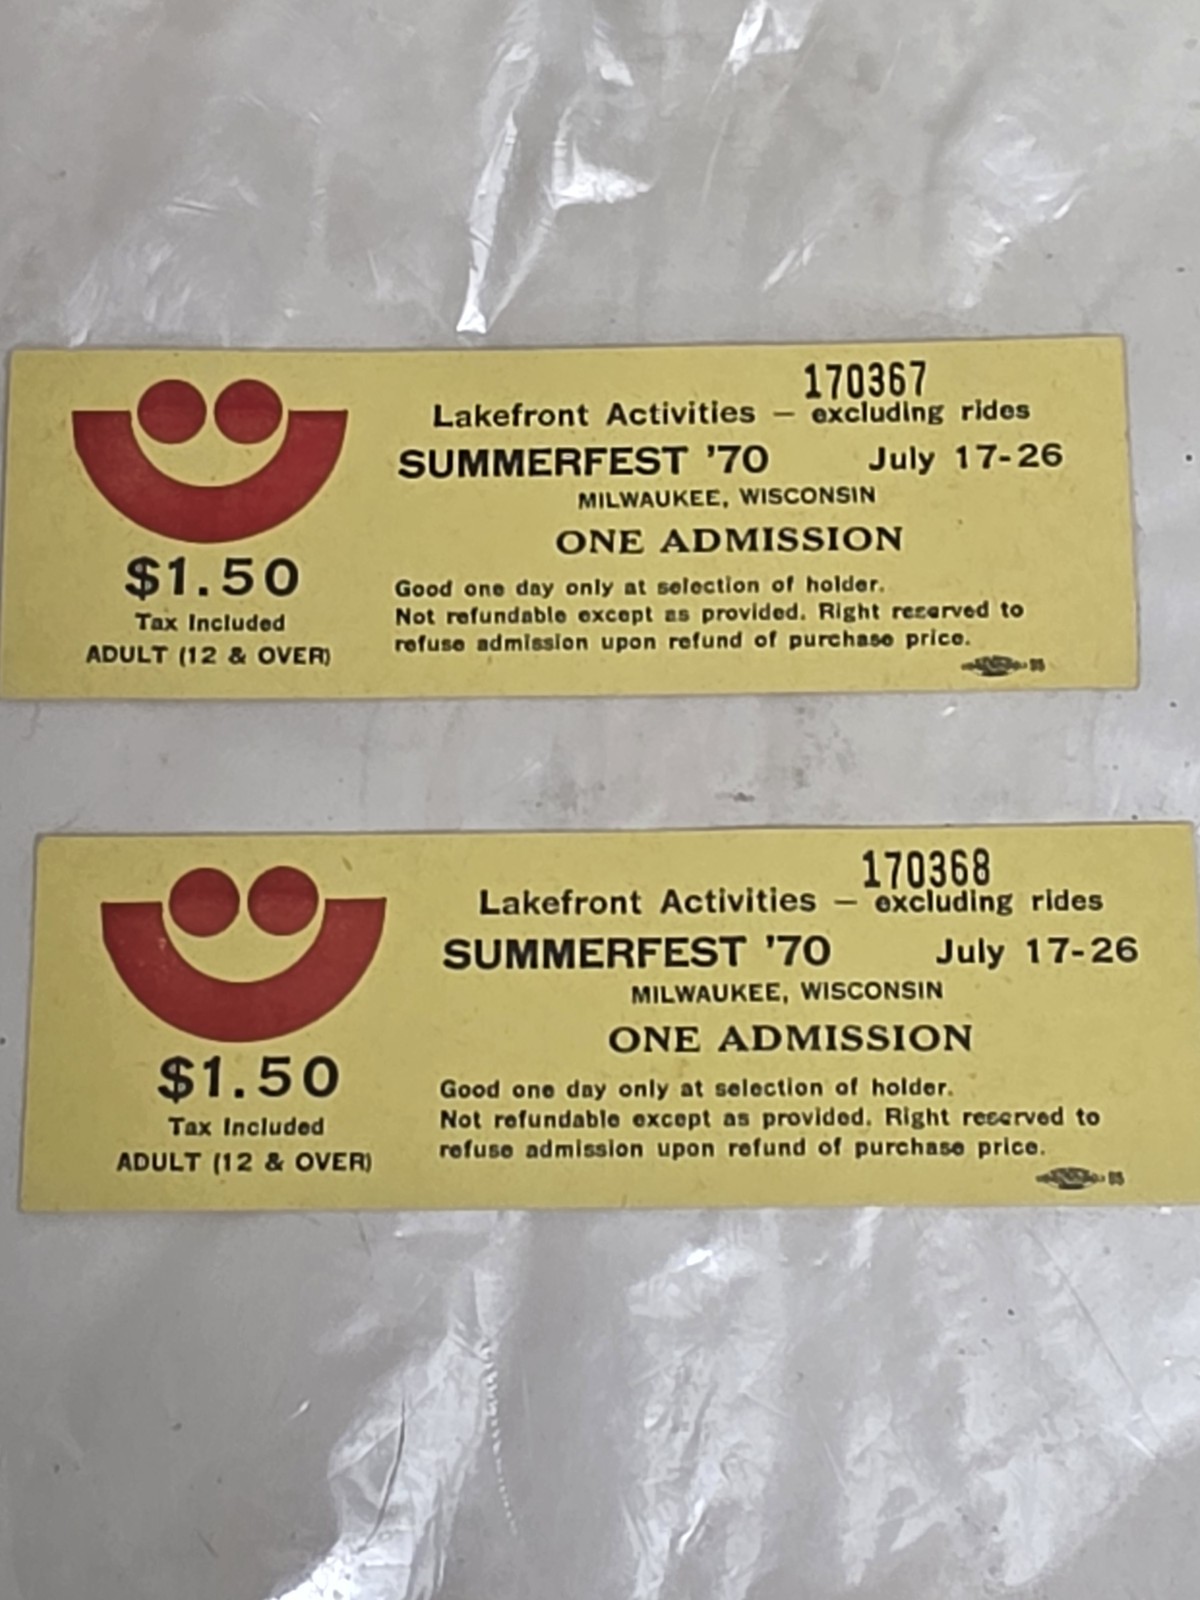 170367
Lakefront Activities — excluding rides
SUMMERFEST '70 July 17-26
MILWAUKEE, WISCONSIN
ONE ADMISSION
$1.50
Tax Included
ADULT (12 & OVER)
Good one day only at selection of holder.
Not refundable except as provided. Right reserved to
refuse admission upon refund of purchase price.
170368
Lakefront Activities — excluding rides
SUMMERFEST '70 July 17-26
MILWAUKEE, WISCONSIN
ONE ADMISSION
$1.50
Tax Included
ADULT (12 & OVER)
Good one day only at selection of holder.
Not refundable except as provided. Right reserved to
refuse admission upon refund of purchase price.